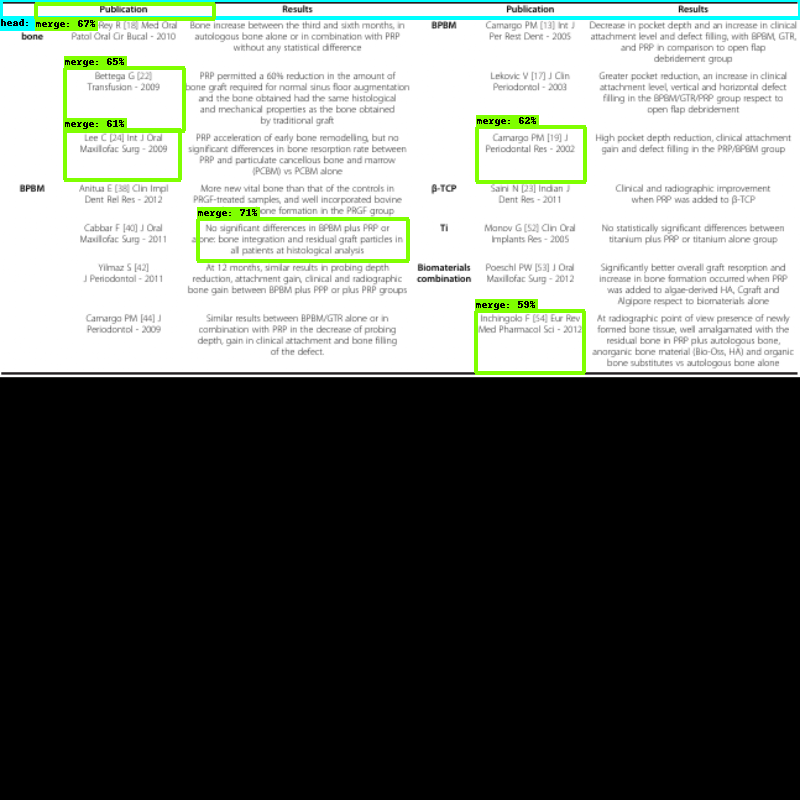 Publication Results Publication Results
head: merge: 67% Rey R [18] Med Oral
Patol Oral Cir Bucal - 2010
bone
Bone increase between the third and sixth months, in
autologous bone alone or in combination with PRP
without any statistical difference
merge: 65%
Bettega G [22]
Transfusion - 2009
PRP permitted a 60% reduction in the amount of
bone graft required for normal sinus floor augmentation
and the bone obtained had the same histological
and mechanical properties as the bone obtained
by traditional graft
merge: 61%
Lee C [24] Int J Oral
Maxillofac Surg - 2009
PRP acceleration of early bone remodelling, but no
significant differences in bone resorption rate between
PRP and particulate cancellous bone and marrow
(PCBM) vs PCBM alone
BPBM
Anitua E [38] Clin Impl
Dent Rel Res - 2012
More new vital bone than that of the controls in
PRGF-treated samples, and well incorporated bovine
bone formation in the PRGF group
merge: 71%
Cabbar F [40] J Oral
Maxillofac Surg - 2011
No significant differences in BPBM plus PRP or
alone: bone integration and residual graft particles in
all patients at histological analysis
Yilmaz S [42]
J Periodontol - 2011
At 12 months, similar results in probing depth
reduction, attachment gain, clinical and radiographic
bone gain between BPBM plus PPP or plus PRP groups
Camargo PM [44] J
Periodontol - 2009
Similar results between BPBM/GTR alone or in
combination with PRP in the decrease of probing
depth, gain in clinical attachment and bone filling
of the defect.
BPBM
Camargo PM [13] Int J
Per Rest Dent - 2005
Decrease in pocket depth and an increase in clinical
attachment level and defect filling, with BPBM, GTR,
and PRP in comparison to open flap
debridement group
Lekovic V [17] J Clin
Periodontol - 2003
Greater pocket reduction, an increase in clinical
attachment level, vertical and horizontal defect
filling in the BPBM/GTR/PRP group respect to
open flap debridement
merge: 62%
Camargo PM [19] J
Periodontal Res - 2002
High pocket depth reduction, clinical attachment
gain and defect filling in the PRP/BPBM group
β-TCP
Saini N [23] Indian J
Dent Res - 2011
Clinical and radiographic improvement
when PRP was added to β-TCP
Ti
Monov G [52] Clin Oral
Implants Res - 2005
No statistically significant differences between
titanium plus PRP or titanium alone group
Biomaterials
combination
Poeschl PW [53] J Oral
Maxillofac Surg - 2012
Significantly better overall graft resorption and
increase in bone formation occurred when PRP
was added to algae-derived HA, Cgraft and
Algipore respect to biomaterials alone
merge: 59%
Inchingolo F [54] Eur Rev
Med Pharmacol Sci - 2012
At radiographic point of view presence of newly
formed bone tissue, well amalgamated with the
residual bone in PRP plus autologous bone,
anorganic bone material (Bio-Oss, HA) and organic
bone substitutes vs autologous bone alone